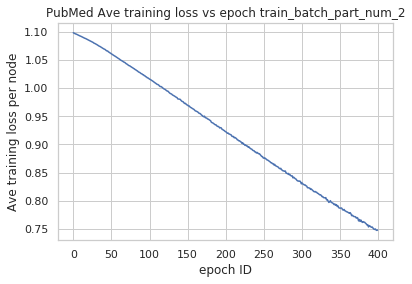 PubMed Ave training loss vs epoch train_batch_part_num_2
1.10
1.05
1.00
0.95
0.90
0.85
0.80
0.75
Ave training loss per node
0 50 100 150 200 250 300 350 400
epoch ID